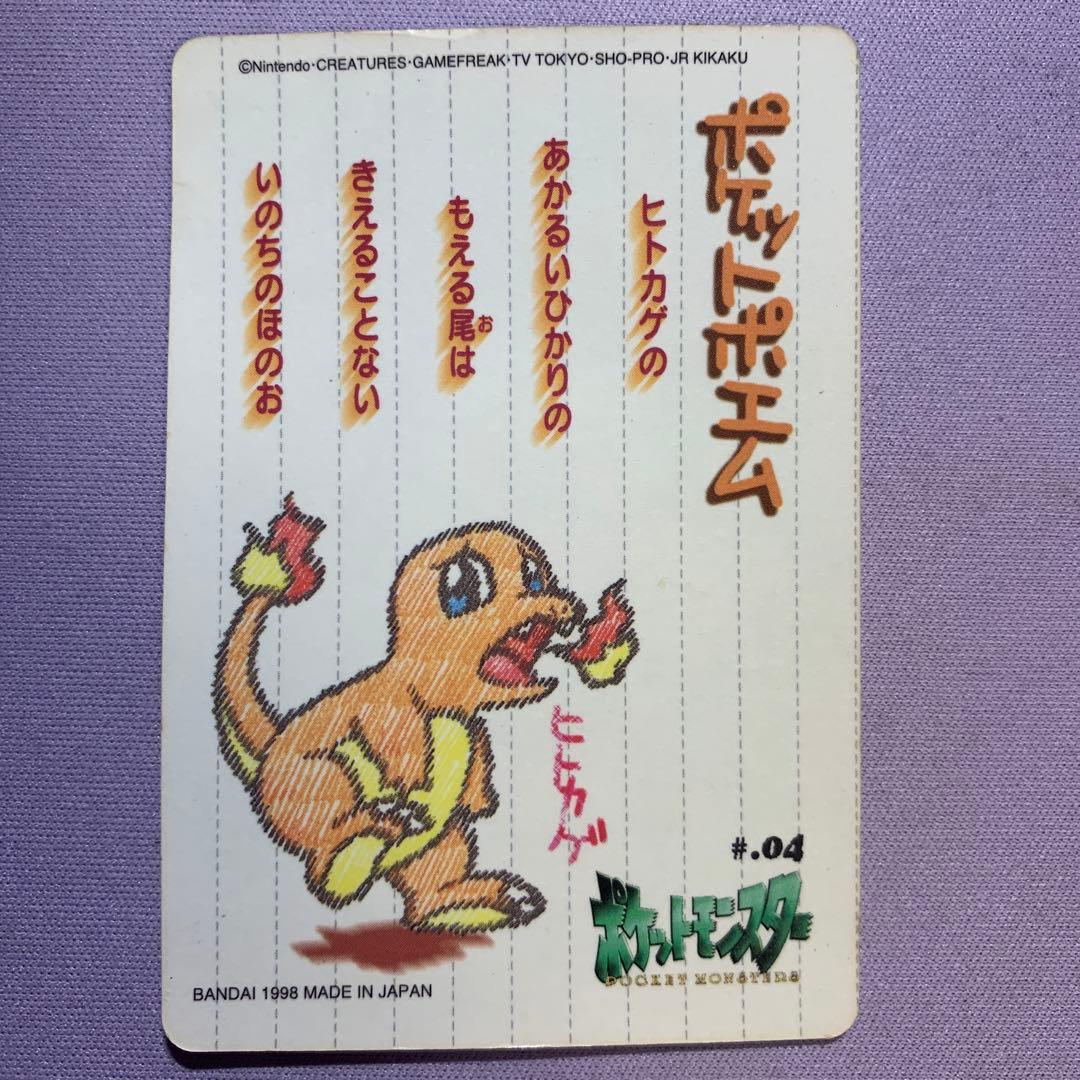 ©Nintendo·CREATURES·GAMEFREAK·TV TOKYO·SHO-PRO·JR KIKAKU
ポケットポエム
ヒトカゲの
あかるいひかりの
もえる尾は
お
きえることない
いのちのほのお
ヒトカゲ
#.04
ポケットモンスター
POCKET MONSTERS
BANDAI 1998 MADE IN JAPAN